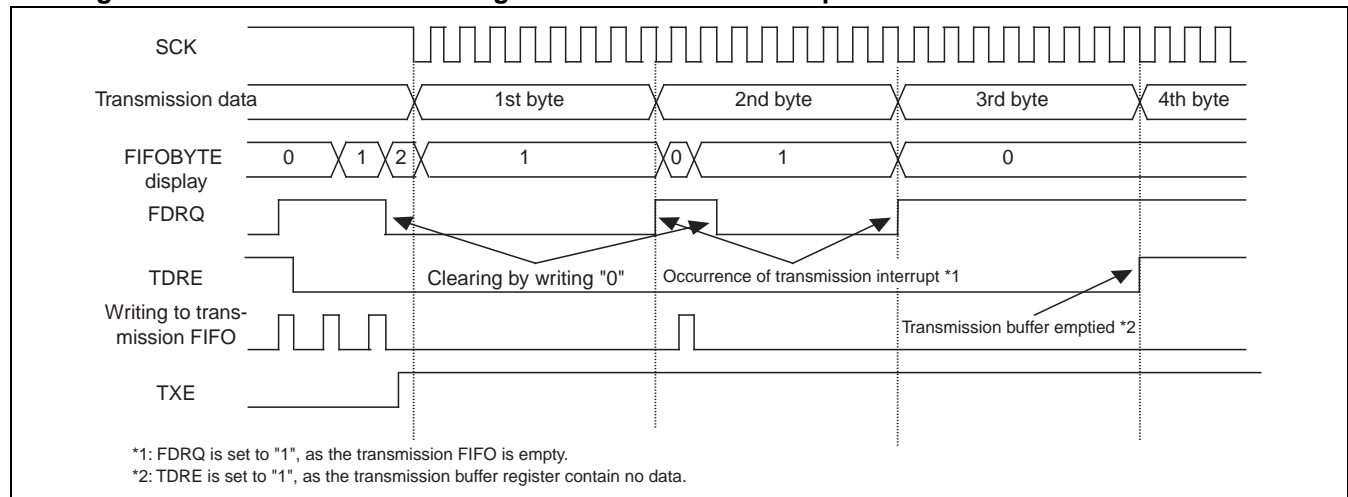 SCK
Transmission data
1st byte 2nd byte 3rd byte 4th byte
FIFOBYTE
display
0 1 2 1 0 1 0
FDRQ
TDRE
Clearing by writing "0" Occurrence of transmission interrupt *1
Writing to trans-
mission FIFO
Transmission buffer emptied *2
TXE
*1: FDRQ is set to "1", as the transmission FIFO is empty.
*2: TDRE is set to "1", as the transmission buffer register contain no data.